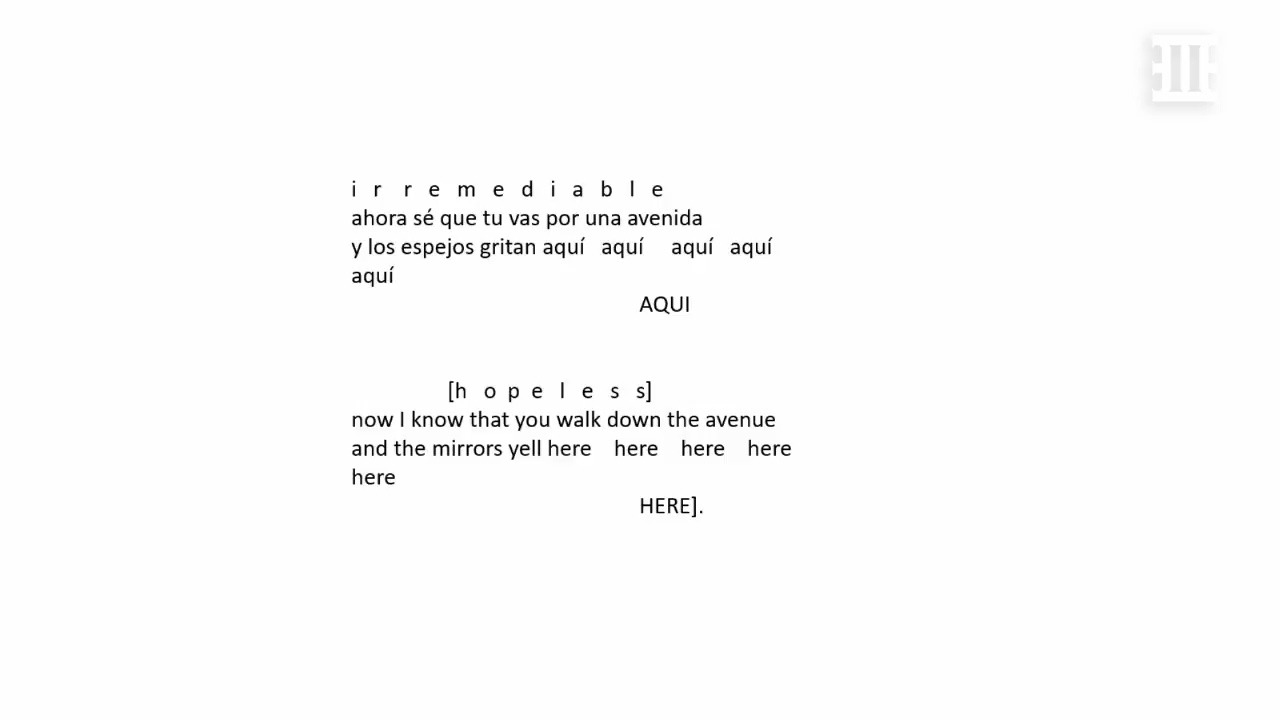 i r r e m e d i a b l e
ahora sé que tu vas por una avenida
y los espejos gritan aquí aquí aquí aquí
aquí
AQUI
[h o p e l e s s]
now I know that you walk down the avenue
and the mirrors yell here here here here
here
HERE].